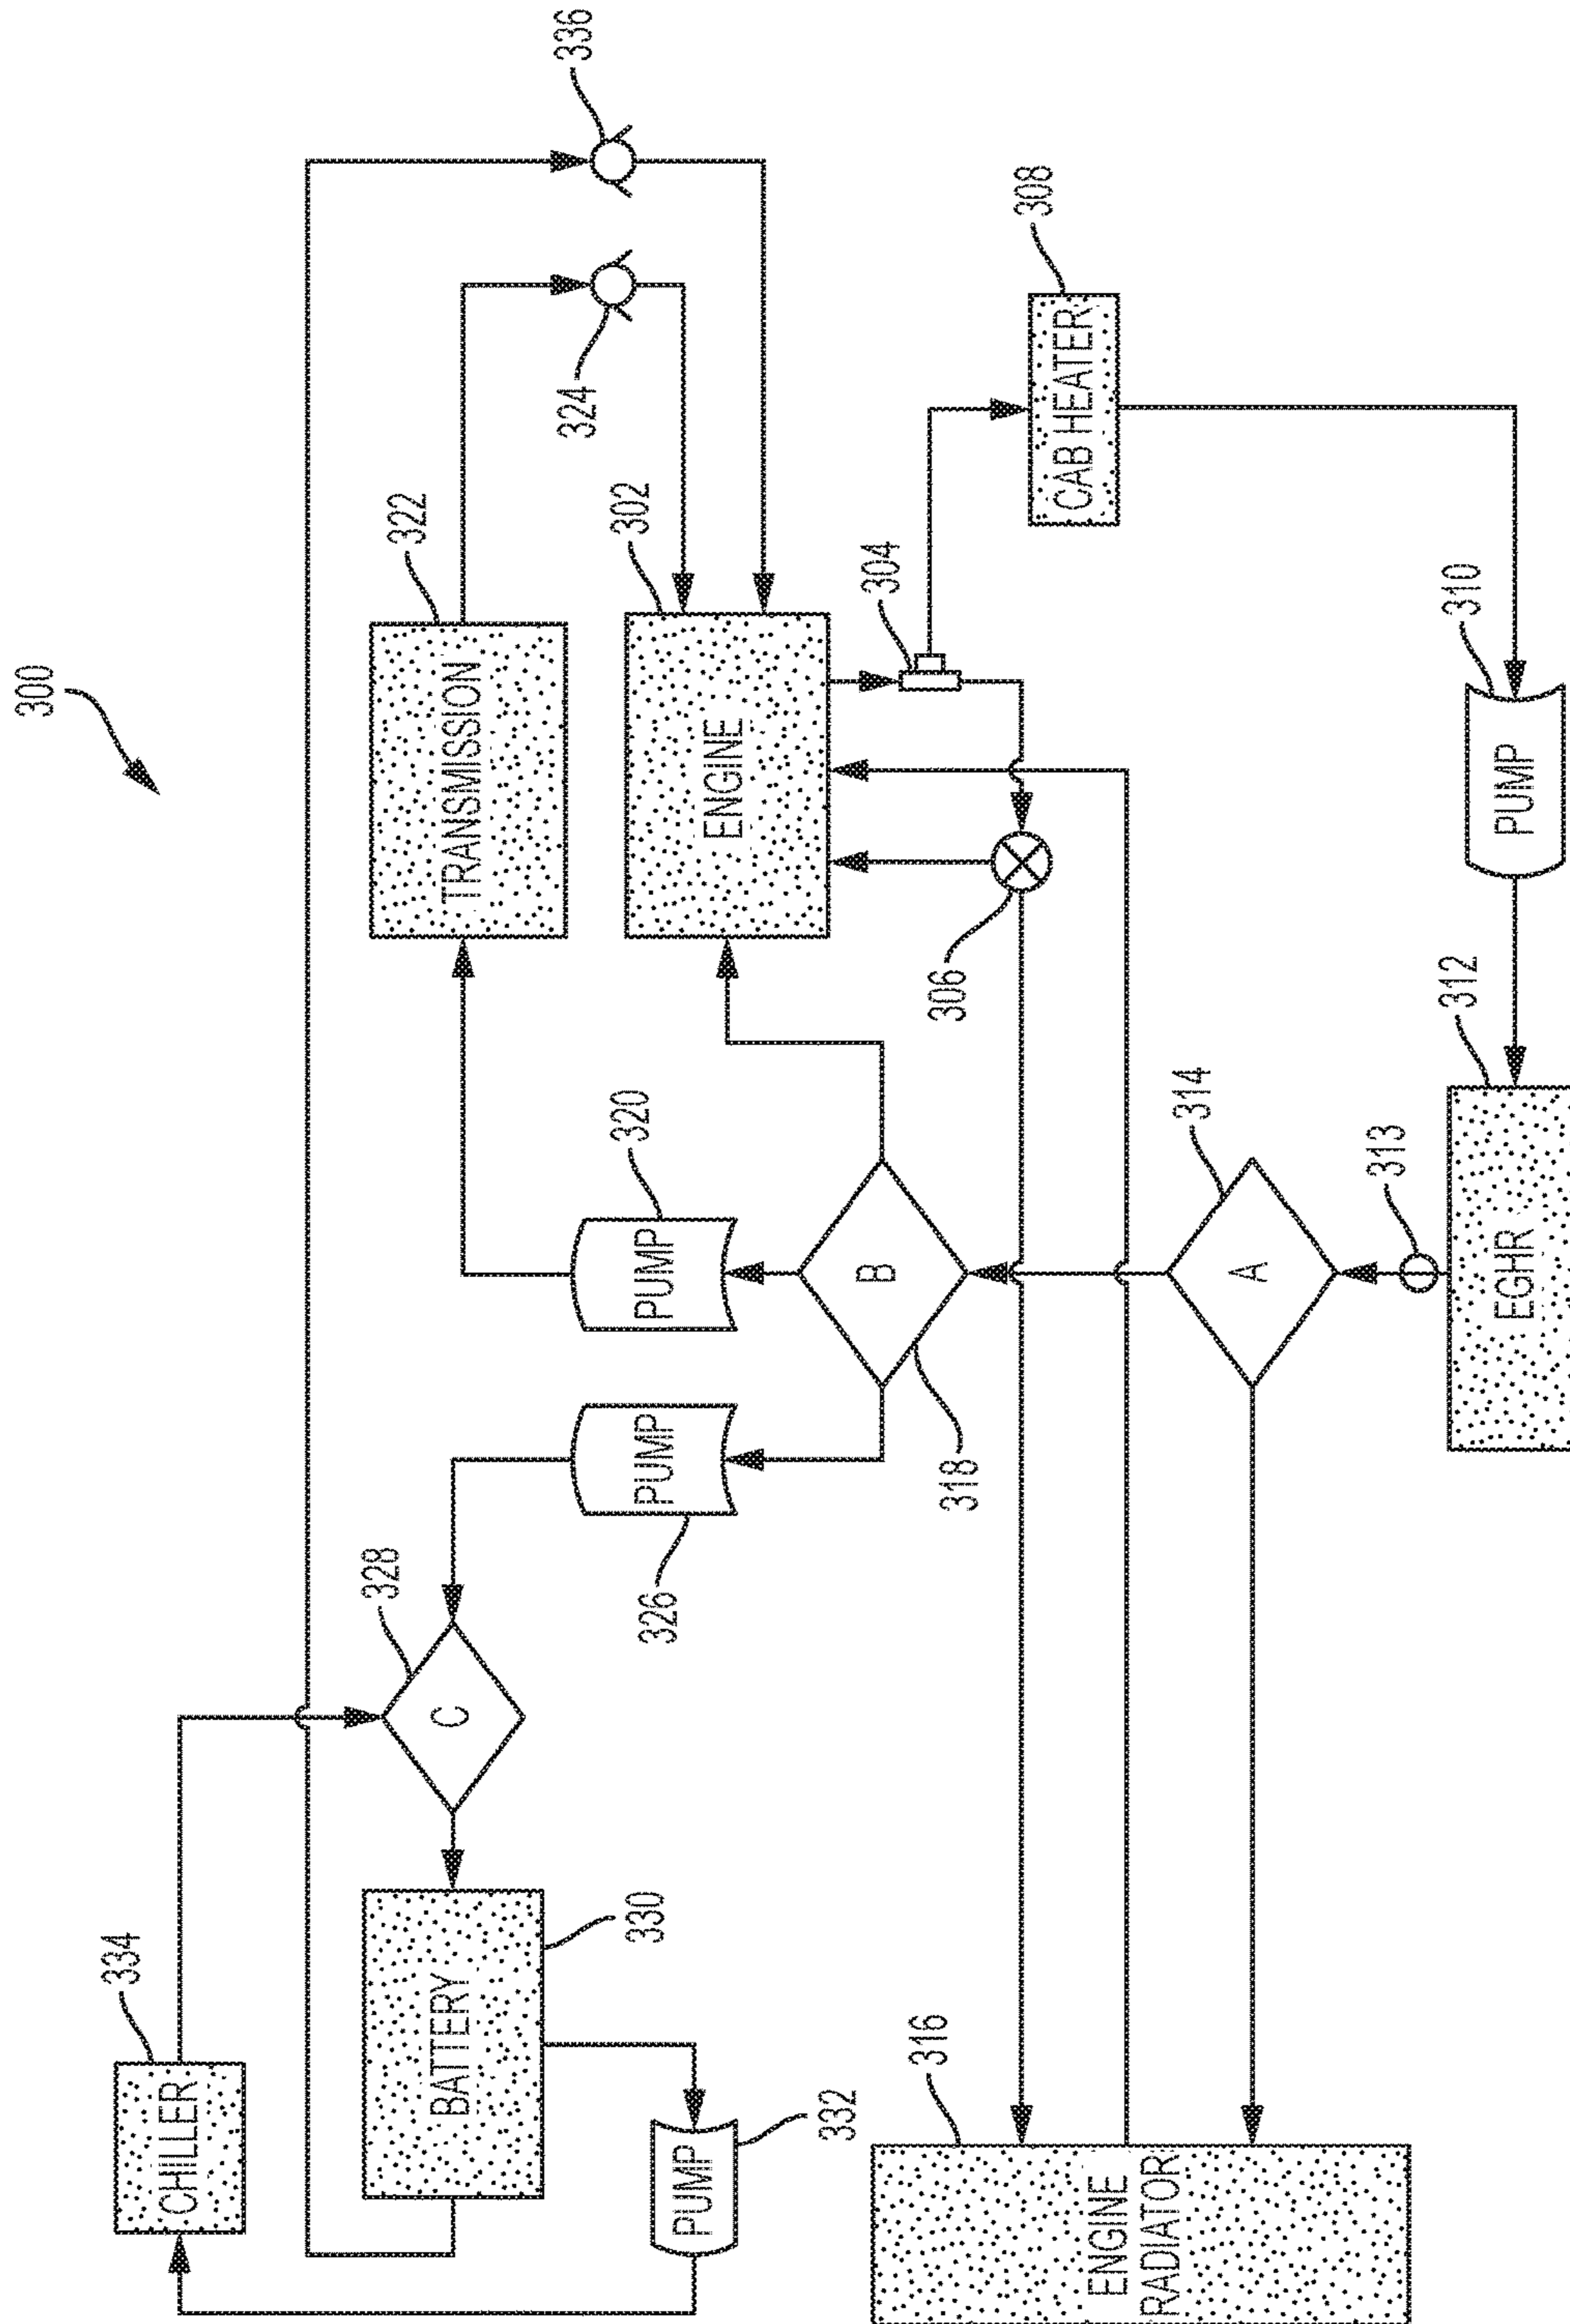 300
334
CHILLER
328
322
336
324
BATTERY
C
TRANSMISSION
330
326
PUMP
PUMP
320
302
PUMP
332
ENGINE
B
304
316
318
306
308
CAB HEATER
ENGINE
RADIATOR
A
314
313
312
310
EGHR
PUMP